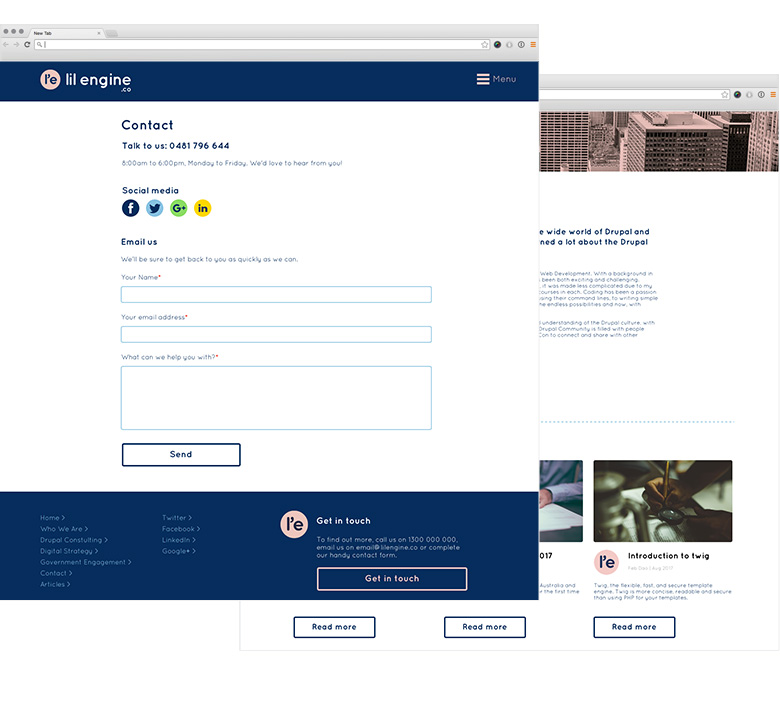 New Tab
l'e lil engine
.co
Menu
Contact
Talk to us: 0481 796 644
8:00am to 6:00pm, Monday to Friday. We'd love to hear from you!
Social media
Email us
We'll be sure to get back to you as quickly as we can.
Your Name*
Your email address*
What can we help you with?*
Send
Home >
Who We Are >
Drupal Constulting >
Digital Strategy >
Government Engagement >
Contact >
Articles >
Twitter >
Facebook >
LinkedIn >
Google+ >
l'e
Get in touch
To find out more, call us on 1300 000 000,
email us on email@lilengine.co or complete
our handy contact form.
Get in touch
e wide world of Drupal and
ned a lot about the Drupal
Web Development. With a background in
been both exciting and challenging,
, it was made less complicated due to my
ourses in each. Coding has been a passion
sing their command lines, to writing simple
he endless possibilities and now, with
l understanding of the Drupal culture, with
Drupal Community is filled with people
Con to connect and share with other
2017
Australia and
r the first time
l'e
Introduction to twig
Twig, the flexible, fast, and secure template
engine. Twig is more concise, readable and secure
than using PHP for your templates.
Read more
Read more
Read more